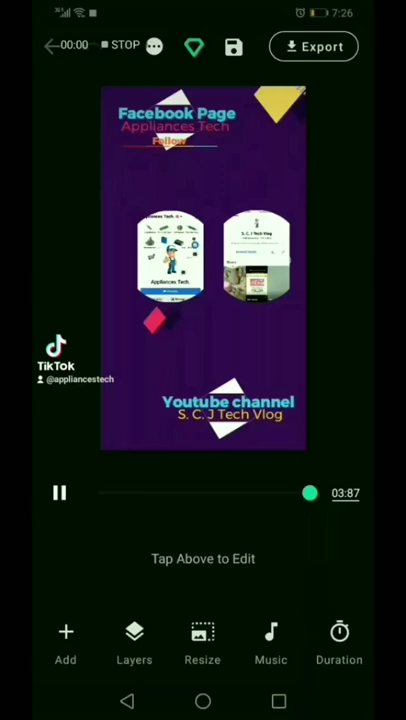 7:26
00:00 STOP
Export
Facebook Page
Appliances Tech
Follow
S. C. J Tech Vlog
Appliances Tech.
TikTok
@appliancestech
Youtube channel
S. C. J Tech Vlog
03:87
Tap Above to Edit
Add
Layers
Resize
Music
Duration